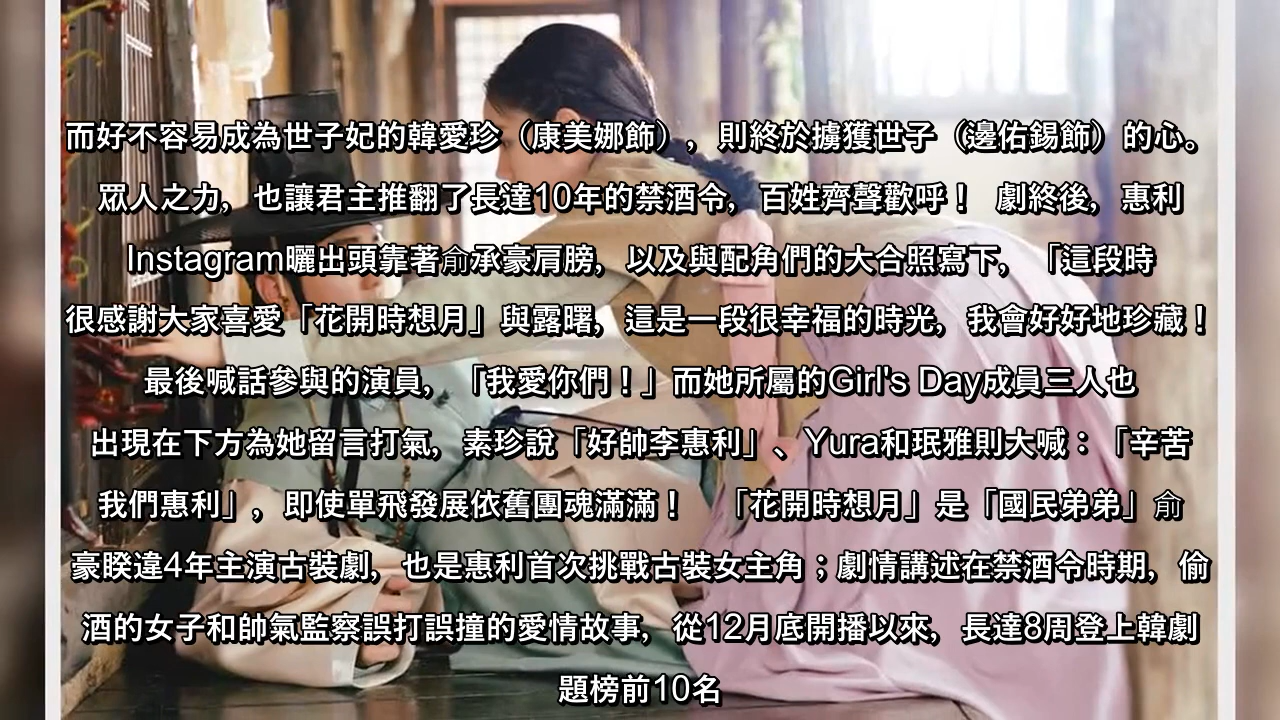 而好不容易成為世子妃的韓愛珍（康美娜飾），則終於擄獲世子（邊佑錫飾）的心。
眾人之力，也讓君主推翻了長達10年的禁酒令，百姓齊聲歡呼！ 劇終後，惠利
Instagram曬出頭靠著俞承豪肩膀，以及與配角們的大合照寫下，「這段時
很感謝大家喜愛「花開時想月」與露曙，這是一段很幸福的時光，我會好好地珍藏！
最後喊話參與的演員，「我愛你們！」而她所屬的Girl's Day成員三人也
出現在下方為她留言打氣，素珍說「好帥李惠利」、Yura和珉雅則大喊：「辛苦
我們惠利」，即使單飛發展依舊團魂滿滿！ 「花開時想月」是「國民弟弟」俞
豪睽違4年主演古裝劇，也是惠利首次挑戰古裝女主角；劇情講述在禁酒令時期，偷
酒的女子和帥氣監察誤打誤撞的愛情故事，從12月底開播以來，長達8周登上韓劇
題榜前10名